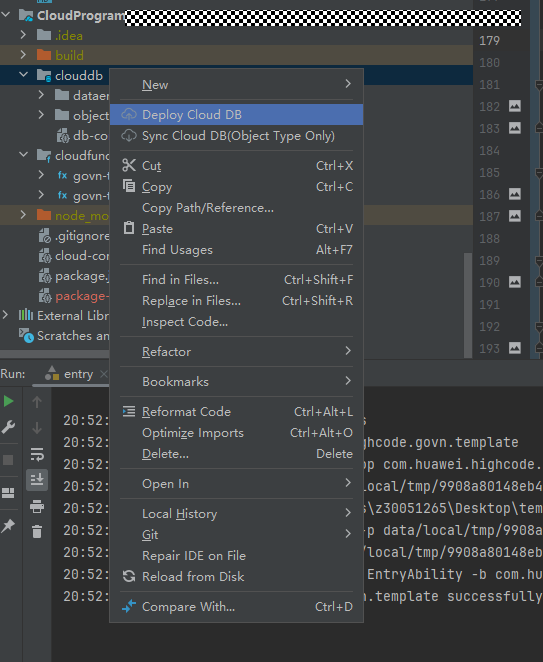 CloudProgram
.idea
build
clouddb
dataen
object
db-co
cloudfund
govn-t
govn-t
node_mo
.gitignore
cloud-con
package.
package-
External Libr
Scratches an
New
Deploy Cloud DB
Sync Cloud DB(Object Type Only)
Cut Ctrl+X
Copy Ctrl+C
Copy Path/Reference...
Paste Ctrl+V
Find Usages Alt+F7
Find in Files... Ctrl+Shift+F
Replace in Files... Ctrl+Shift+R
Inspect Code...
Refactor
Bookmarks
Reformat Code Ctrl+Alt+L
Optimize Imports Ctrl+Alt+O
Delete... Delete
Open In
Local History
Git
Repair IDE on File
Reload from Disk
Compare With... Ctrl+D
179
180
181
182
183
184
185
186
187
188
189
190
191
192
193
Run: entry
20:52: s
20:52: ghcode.govn.template
20:52: op com.huawei.highcode.
20:52: local/tmp/9908a80148eb4
20:52: s\z30051265\Desktop\tem
20:52: -p data/local/tmp/9908a
20:52: /local/tmp/9908a80148eb
20:52: EntryAbility -b com.hu
20:52: n.template successfully